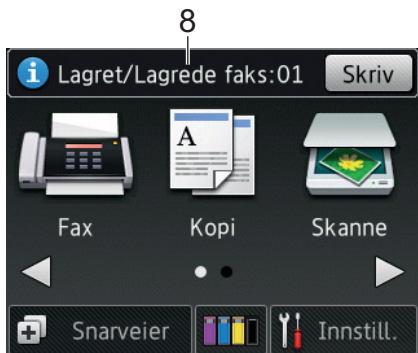 8
Lagret/Lagrede faks:01 Skriv
A
Fax Kopi Skanne
Snarveier Innstill.